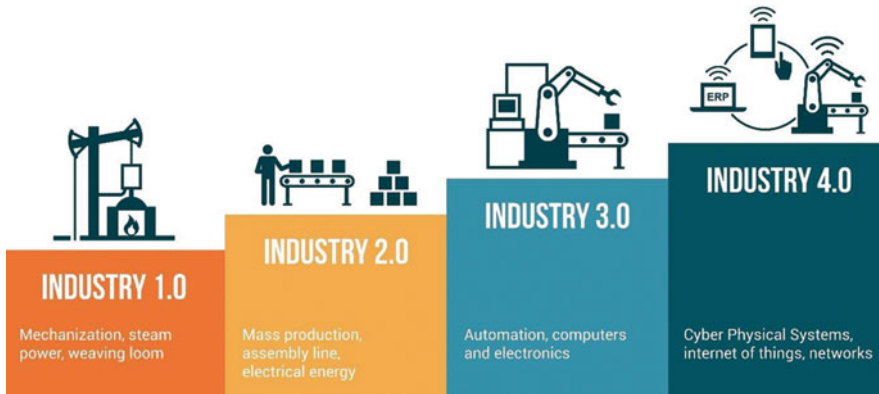 ERP
INDUSTRY 1.0
Mechanization, steam
power, weaving loom
INDUSTRY 2.0
Mass production,
assembly line,
electrical energy
INDUSTRY 3.0
Automation, computers
and electronics
INDUSTRY 4.0
Cyber Physical Systems,
internet of things, networks